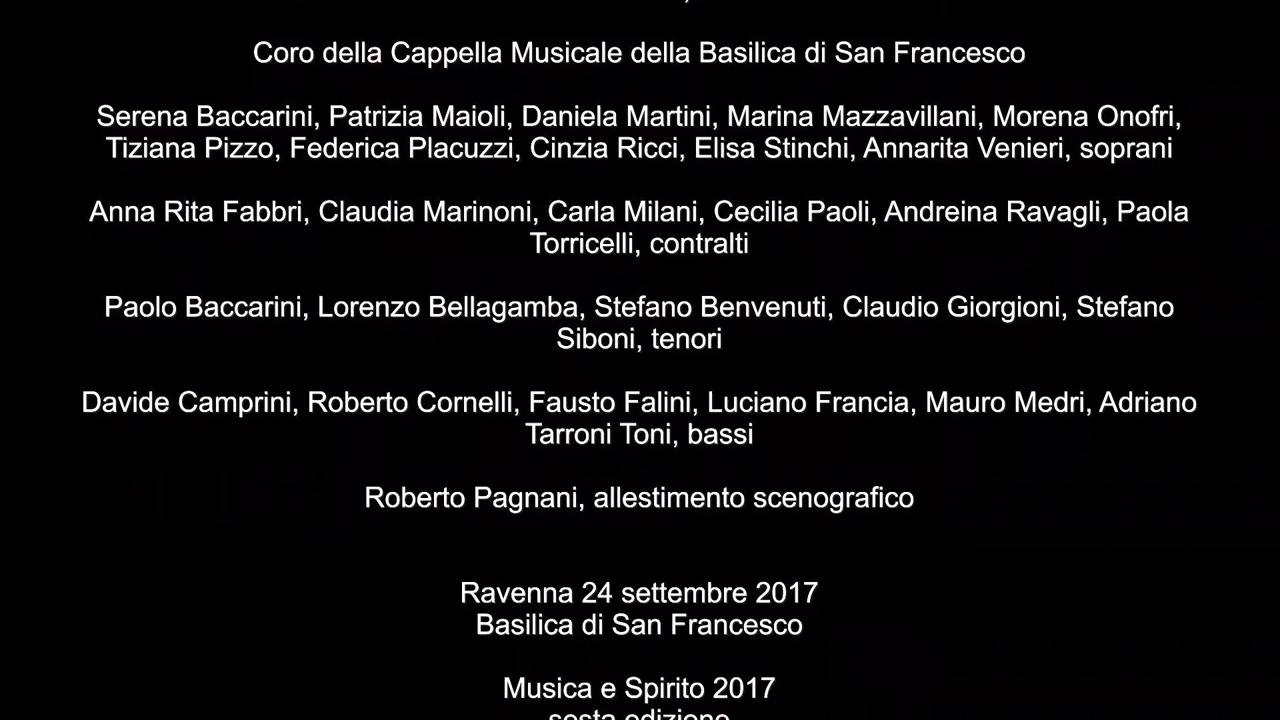 Coro della Cappella Musicale della Basilica di San Francesco
Serena Baccarini, Patrizia Maioli, Daniela Martini, Marina Mazzavillani, Morena Onofri,
Tiziana Pizzo, Federica Placuzzi, Cinzia Ricci, Elisa Stinchi, Annarita Venieri, soprani
Anna Rita Fabbri, Claudia Marinoni, Carla Milani, Cecilia Paoli, Andreina Ravagli, Paola
Torricelli, contralti
Paolo Baccarini, Lorenzo Bellagamba, Stefano Benvenuti, Claudio Giorgioni, Stefano
Siboni, tenori
Davide Camprini, Roberto Cornelli, Fausto Falini, Luciano Francia, Mauro Medri, Adriano
Tarroni Toni, bassi
Roberto Pagnani, allestimento scenografico
Ravenna 24 settembre 2017
Basilica di San Francesco
Musica e Spirito 2017
sesta edizione